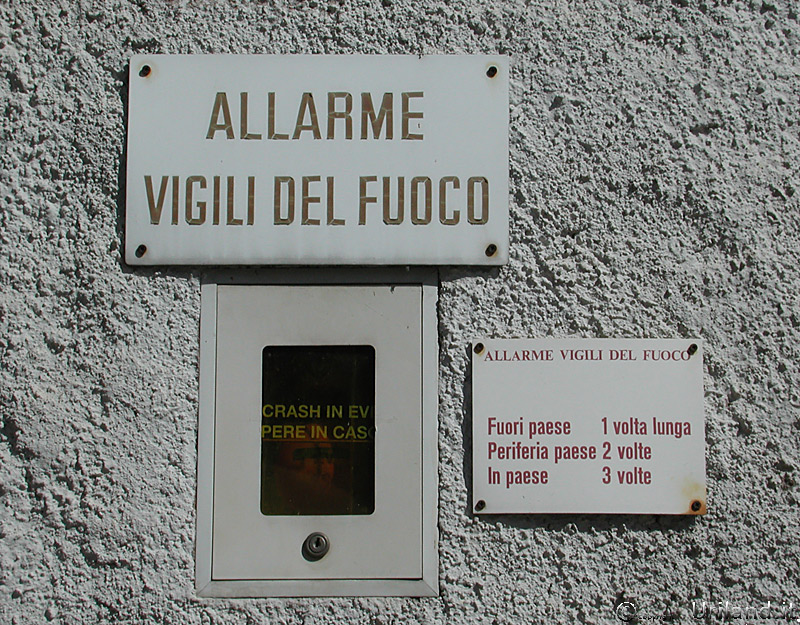 ALLARME
VIGILI DEL FUOCO
CRASH IN EV
PERE IN CASO
ALLARME VIGILI DEL FUOCO
Fuori paese 1 volta lunga
Periferia paese 2 volte
In paese 3 volte